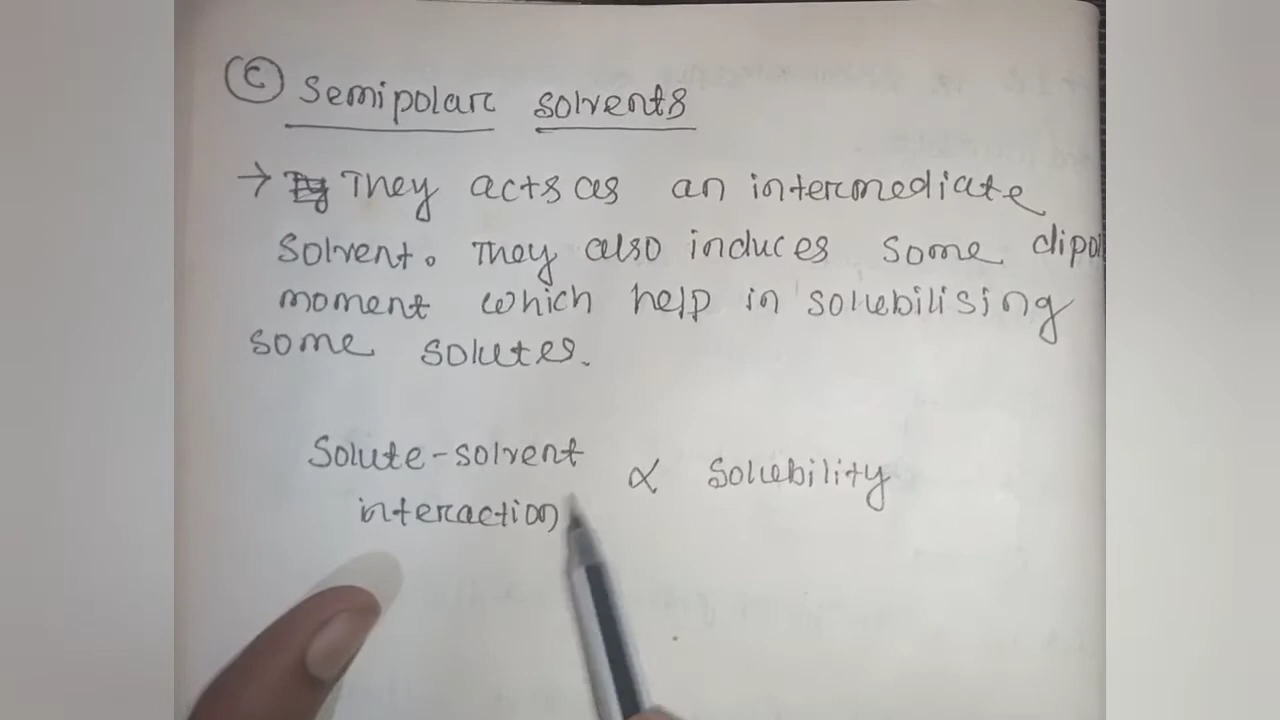 (C) Semipolar solvents
→ They acts as an intermediate
solvent. They also induces some dipol
moment which help in solubilising
some solutes.
Solute-solvent ∝ Solubility
interaction